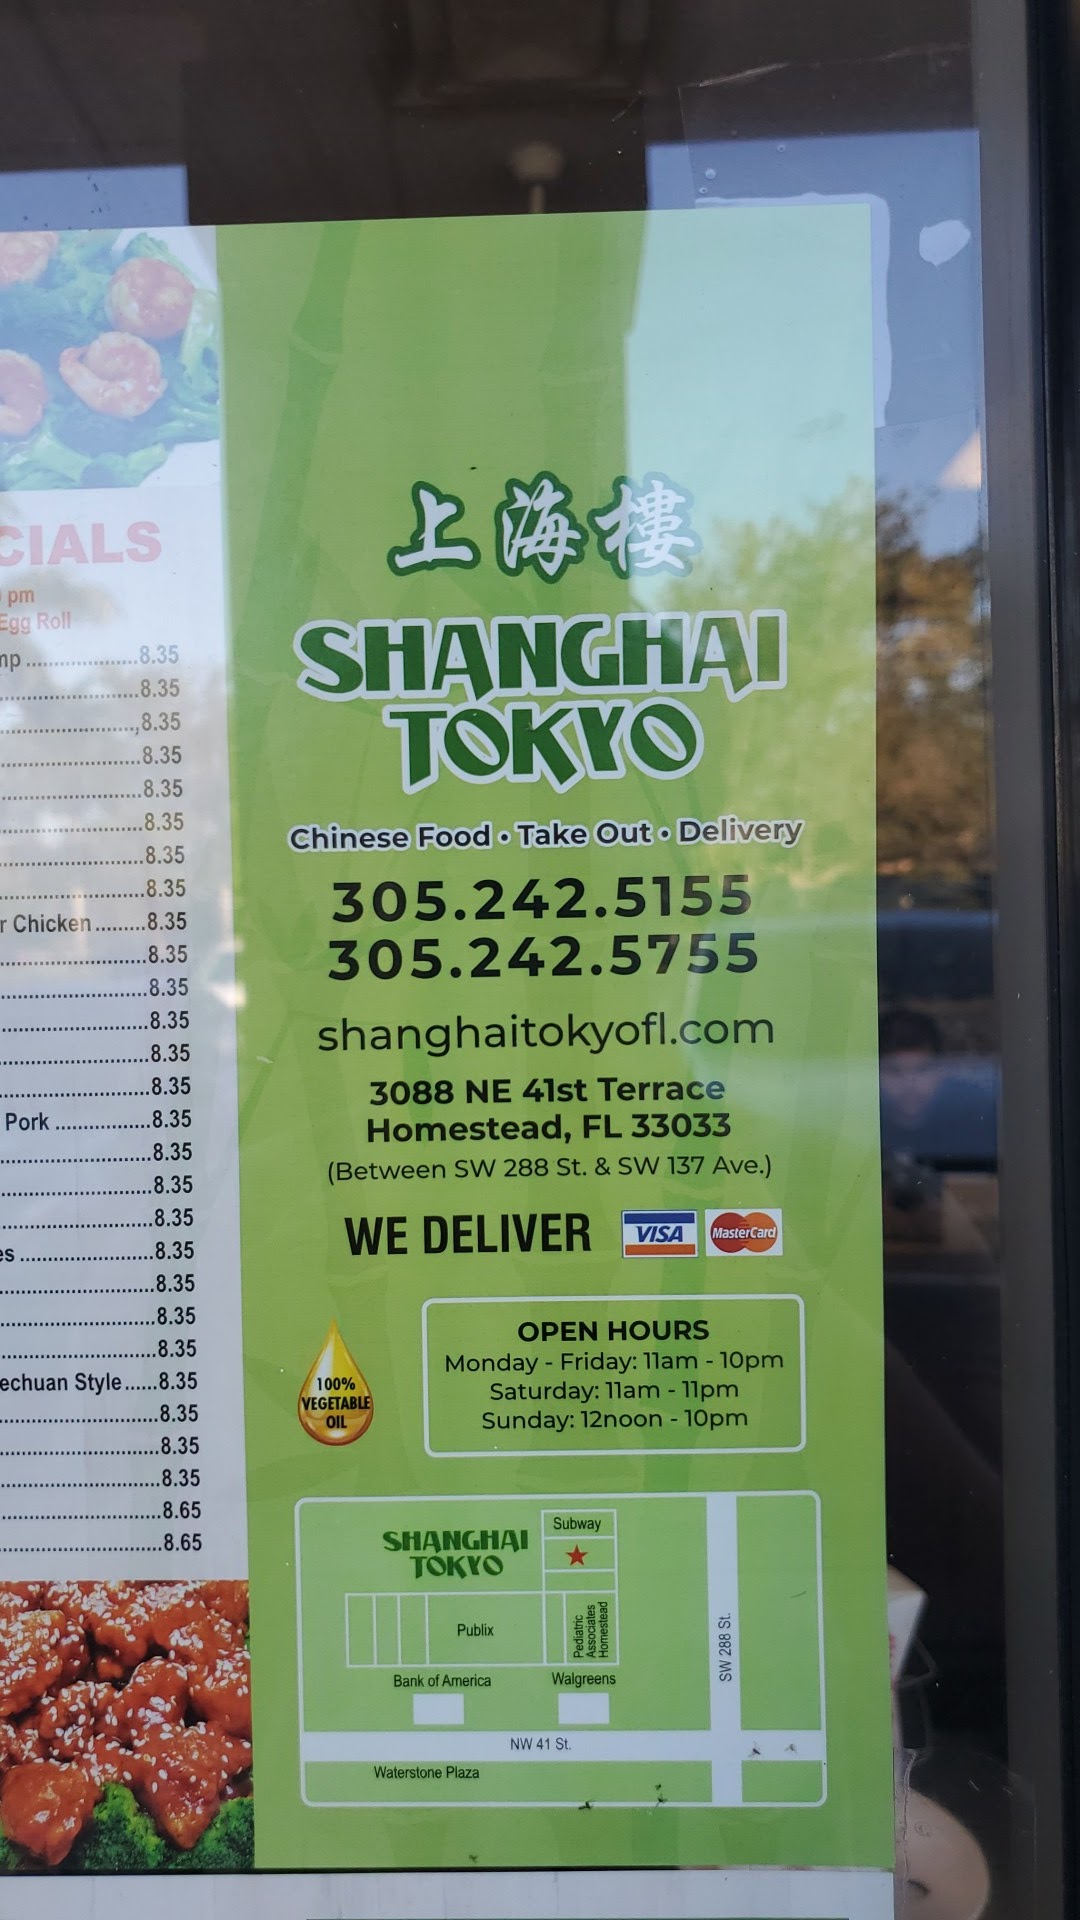 CIALS
pm
Egg Roll
8.35
8.35
,8.35
8.35
8.35
8.35
8.35
8.35
r Chicken.........8.35
8.35
8.35
8.35
8.35
8.35
Pork.................8.35
8.35
8.35
8.35
8.35
8.35
8.35
8.35
echuan Style......8.35
8.35
8.35
8.35
8.65
8.65
上海樓
SHANGHAI
TOKYO
Chinese Food • Take Out • Delivery
305.242.5155
305.242.5755
shanghaitokyofl.com
3088 NE 41st Terrace
Homestead, FL 33033
(Between SW 288 St. & SW 137 Ave.)
WE DELIVER VISA MasterCard
100%
VEGETABLE
OIL
OPEN HOURS
Monday - Friday: 11am - 10pm
Saturday: 11am - 11pm
Sunday: 12noon - 10pm
SHANGHAI
TOKYO
Subway
Publix
Pediatric
Associates
Homestead
Bank of America
Walgreens
SW 288 St.
NW 41 St.
Waterstone Plaza